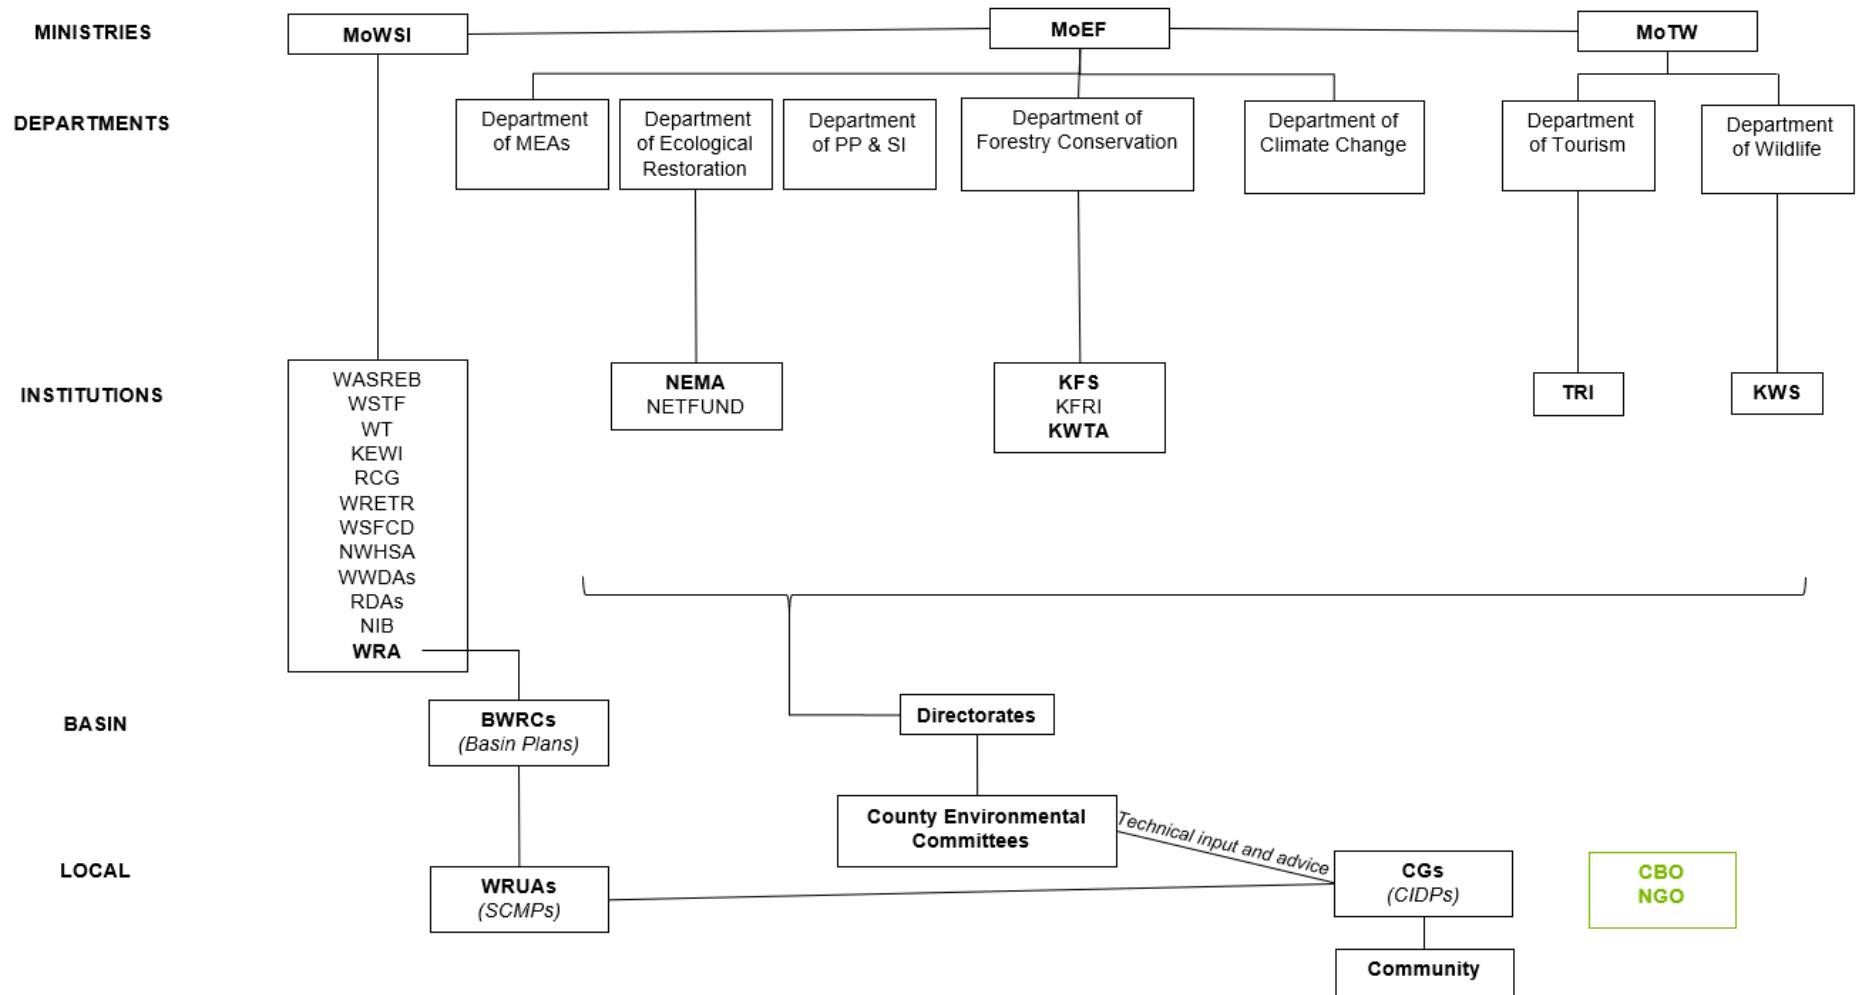 MINISTRIES
MoWSI
MoEF
MoTW
DEPARTMENTS
Department
of MEAs
Department
of Ecological
Restoration
Department
of PP & SI
Department of
Forestry Conservation
Department of
Climate Change
Department
of Tourism
Department
of Wildlife
INSTITUTIONS
WASREB
WSTF
WT
KEWI
RCG
WRETR
WSFCD
NWHSA
WWDAs
RDAs
NIB
WRA
NEMA
NETFUND
KFS
KFRI
KWTA
TRI
KWS
BASIN
BWRCs
(Basin Plans)
Directorates
LOCAL
County Environmental
Committees
Technical input and advice
WRUAs
(SCMPs)
CGs
(CIDPs)
CBO
NGO
Community